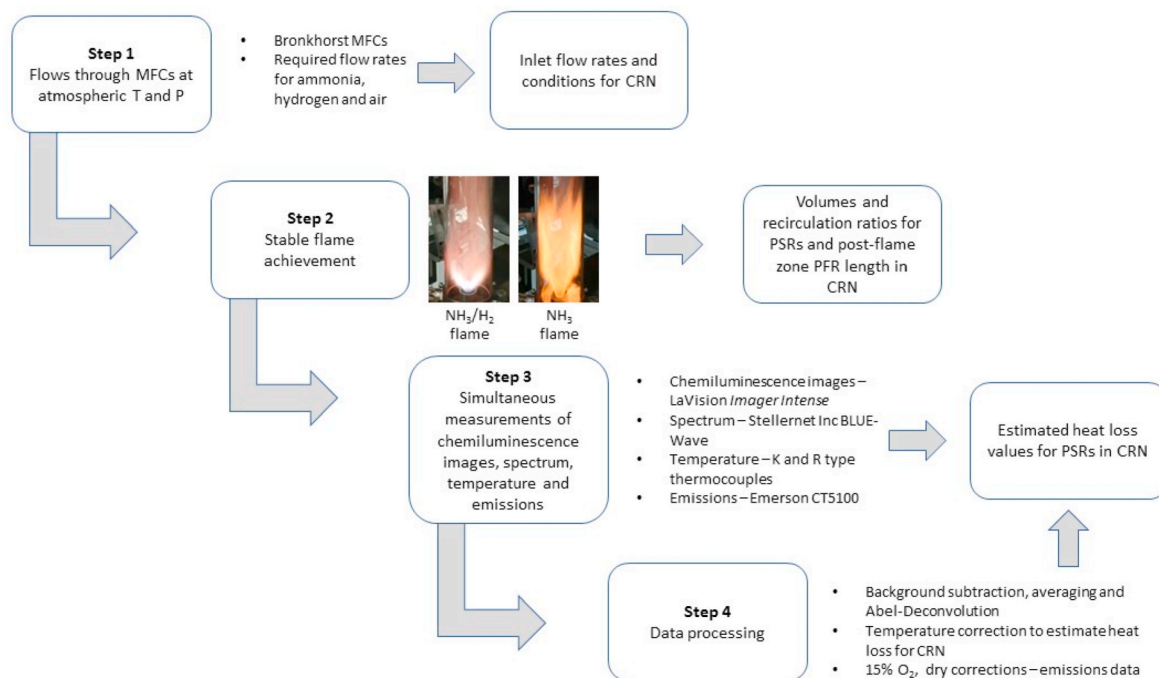 Step 1
Flows through MFCs at
atmospheric T and P
• Bronkhorst MFCs
• Required flow rates
for ammonia,
hydrogen and air
Inlet flow rates and
conditions for CRN
Step 2
Stable flame
achievement
NH₃/H₂
flame
NH₃
flame
Volumes and
recirculation ratios for
PSRs and post-flame
zone PFR length in
CRN
Step 3
Simultaneous
measurements of
chemiluminescence
images, spectrum,
temperature and
emissions
• Chemiluminescence images –
LaVision Imager Intense
• Spectrum – Stellernet Inc BLUE-
Wave
• Temperature – K and R type
thermocouples
• Emissions – Emerson CT5100
Estimated heat loss
values for PSRs in CRN
Step 4
Data processing
• Background subtraction, averaging and
Abel-Deconvolution
• Temperature correction to estimate heat
loss for CRN
• 15% O₂, dry corrections – emissions data